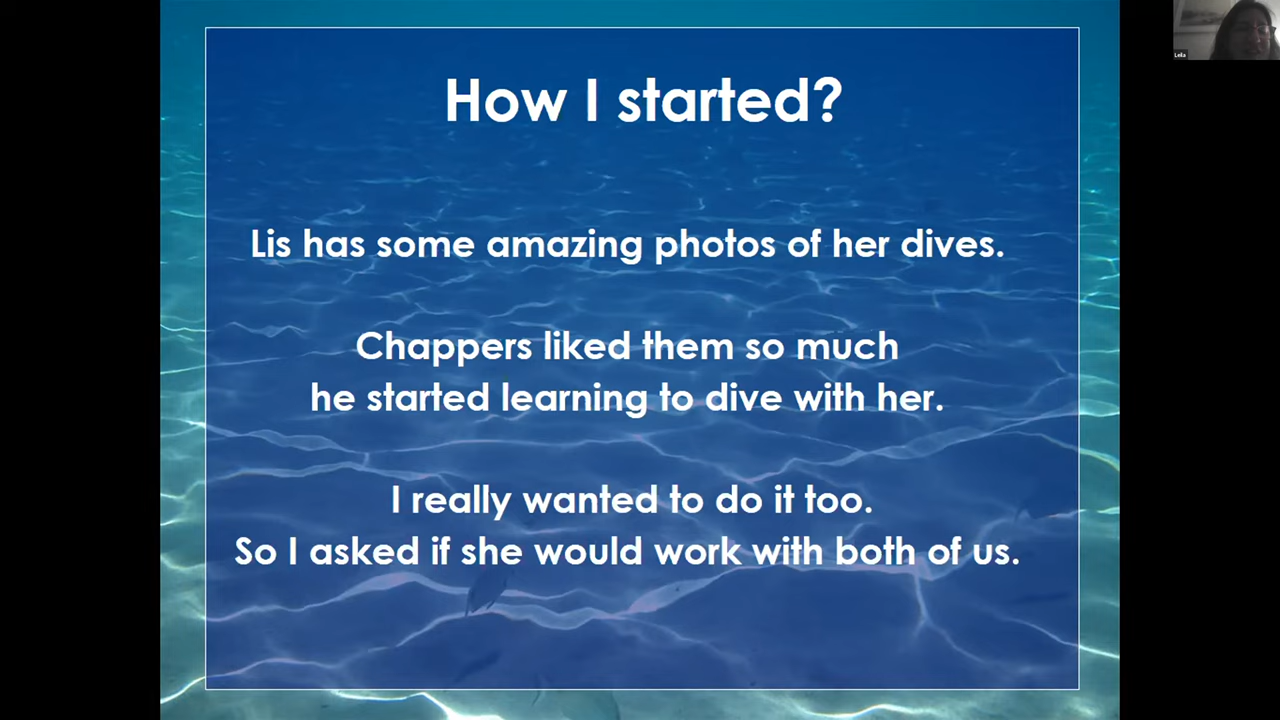 How I started?
Lis has some amazing photos of her dives.
Chappers liked them so much
he started learning to dive with her.
I really wanted to do it too.
So I asked if she would work with both of us.
Leila